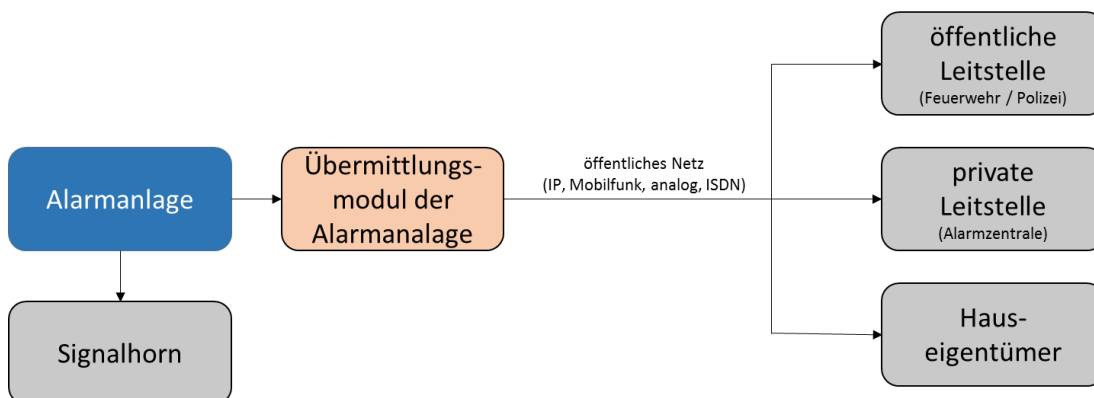 Alarmanlage
Signalhorn
Übermittlungs-
modul der
Alarmanalage
öffentliches Netz
(IP, Mobilfunk, analog, ISDN)
öffentliche
Leitstelle
(Feuerwehr / Polizei)
private
Leitstelle
(Alarmzentrale)
Haus-
eigentümer